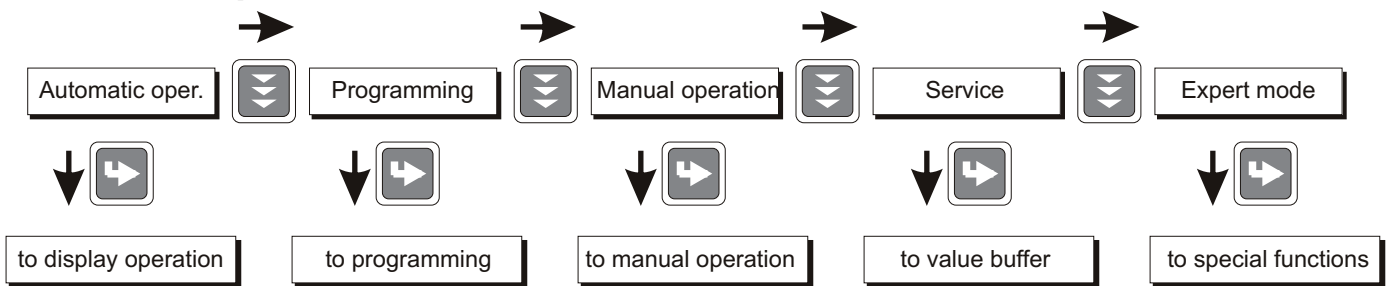 Automatic oper.
Programming
Manual operation
Service
Expert mode
to display operation
to programming
to manual operation
to value buffer
to special functions